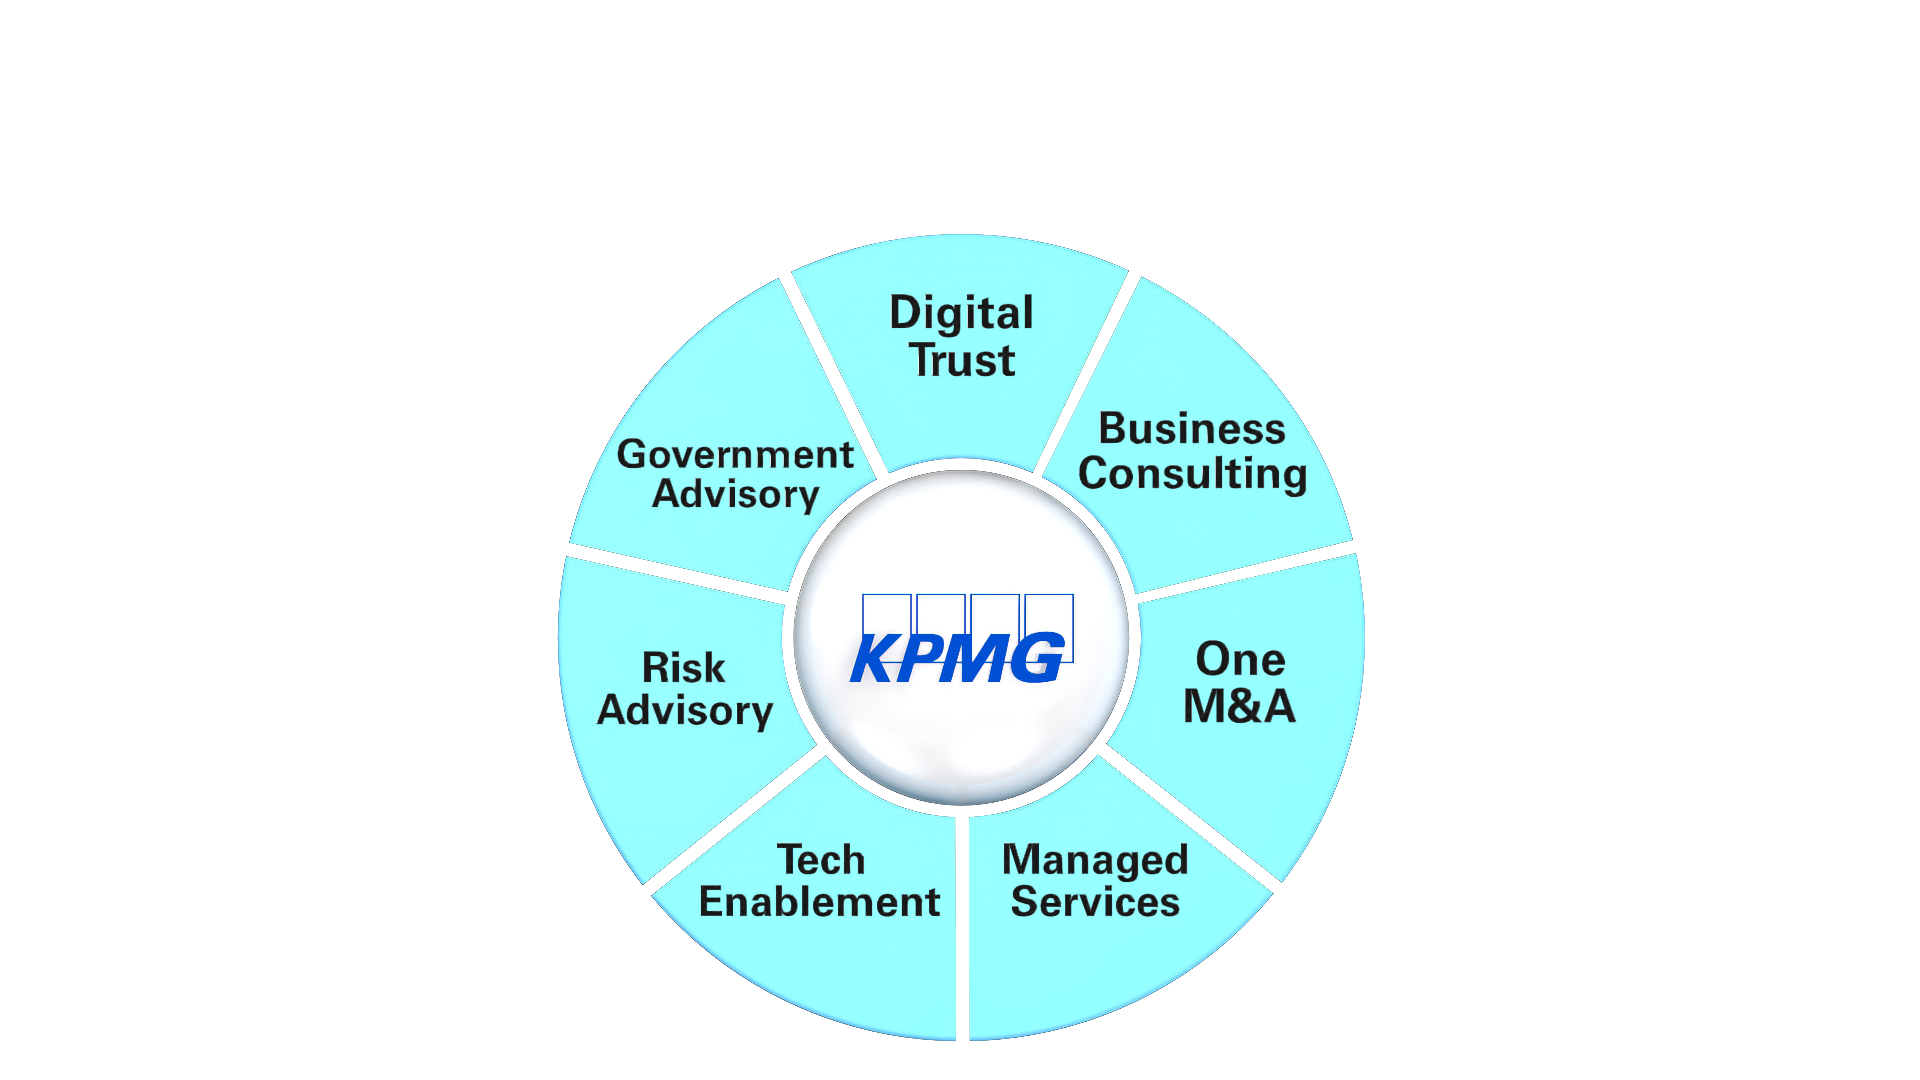 Digital
Trust
Business
Consulting
One
M&A
Managed
Services
Tech
Enablement
Risk
Advisory
Government
Advisory
KPMG